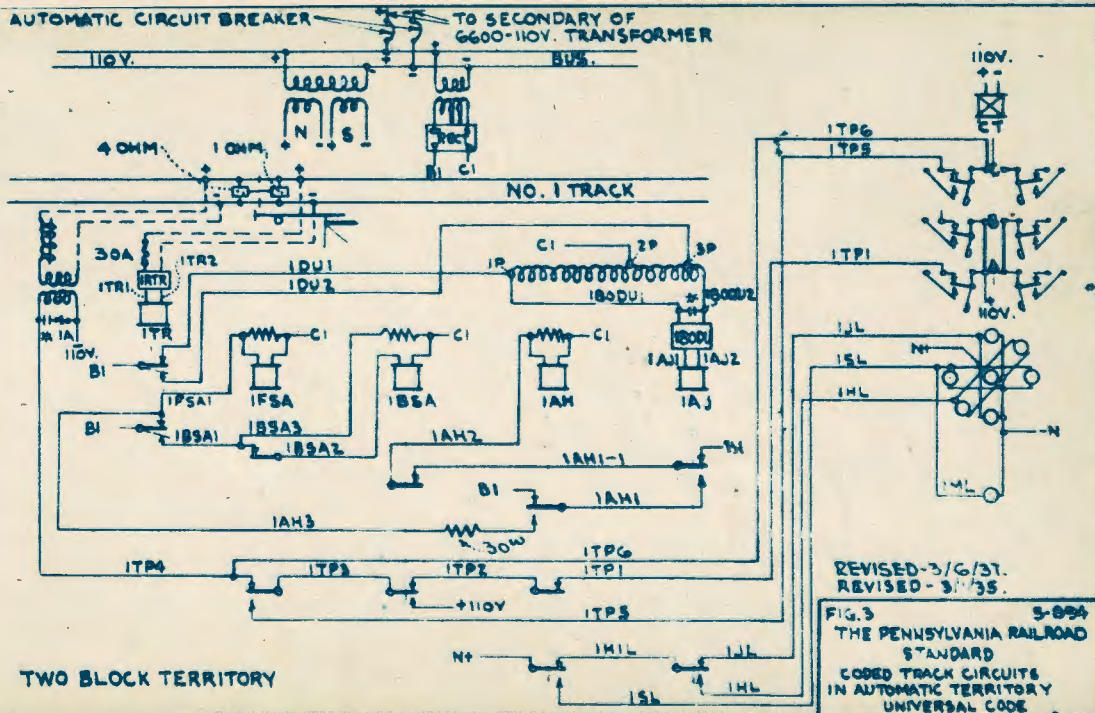 AUTOMATIC CIRCUIT BREAKER
TO SECONDARY OF
6600-110V. TRANSFORMER
110V.
+
+
-
-
BUS.
110V.
+ -
CT
N
S
+ - + -
REC
B1 C1
4 OHM
1 OHM
NO. 1 TRACK
1TP6
1TP5
1TP1
+
-
30A
1TR2
1RTR
1TR1
1TR
1DU1
1DU2
1P
C1
2P
3P
1BODU1
1BODU2
1BODU
1AJ1
1AJ2
1AJ
1A
110V.
B1
C1
C1
C1
1FSA
1BSA
1AH
1FSA1
B1
1BSA1
1BSA3
1BSA2
1AH2
1AH1-1
BH
B1
1AH1
1AH3
30W
B
A
+
110V.
1JL
1SL
1HL
N+
-N
1HL
1TP6
1TP4
1TP3
1TP2
1TP1
+110V
1TP5
N+
1H1L
1JL
1SL
1HL
TWO BLOCK TERRITORY
REVISED-3/6/37.
FIG.3
THE PENNSYLVANIA RAILROAD
STANDARD
CODED TRACK CIRCUITS
IN AUTOMATIC TERRITORY
UNIVERSAL CODE